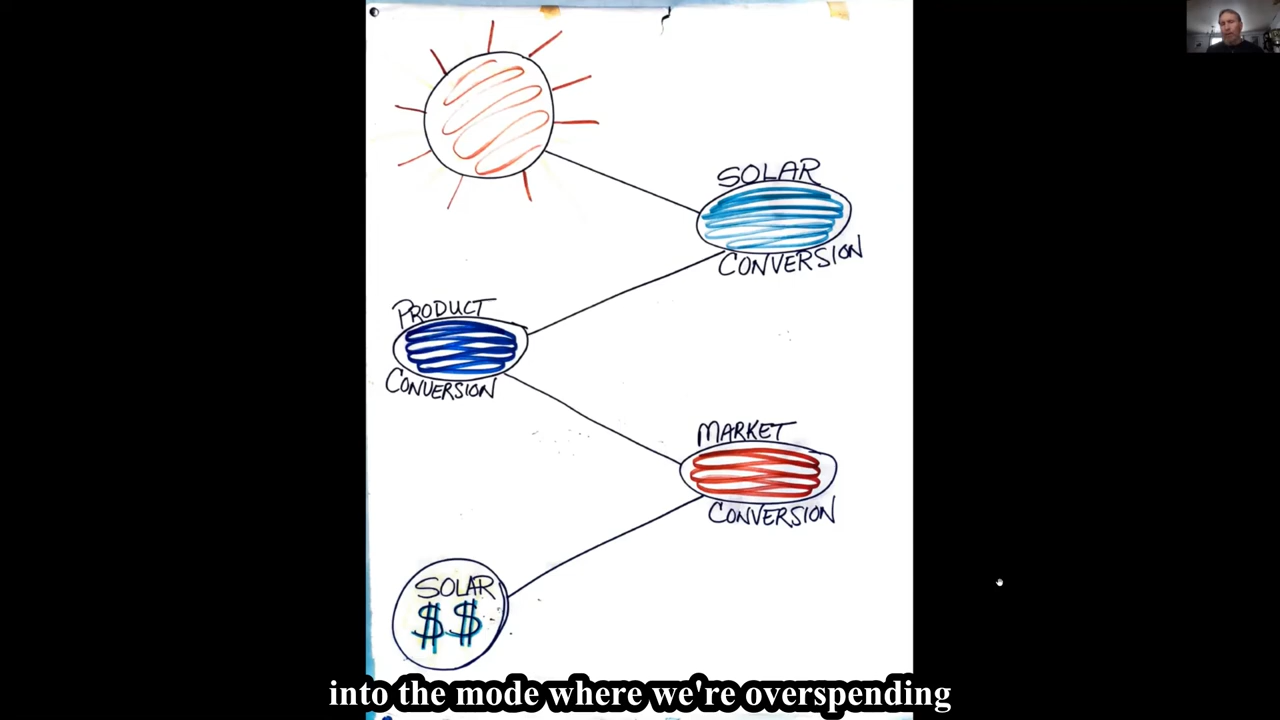 SOLAR
CONVERSION
PRODUCT
CONVERSION
MARKET
CONVERSION
SOLAR
$$
into the mode where we're overspending